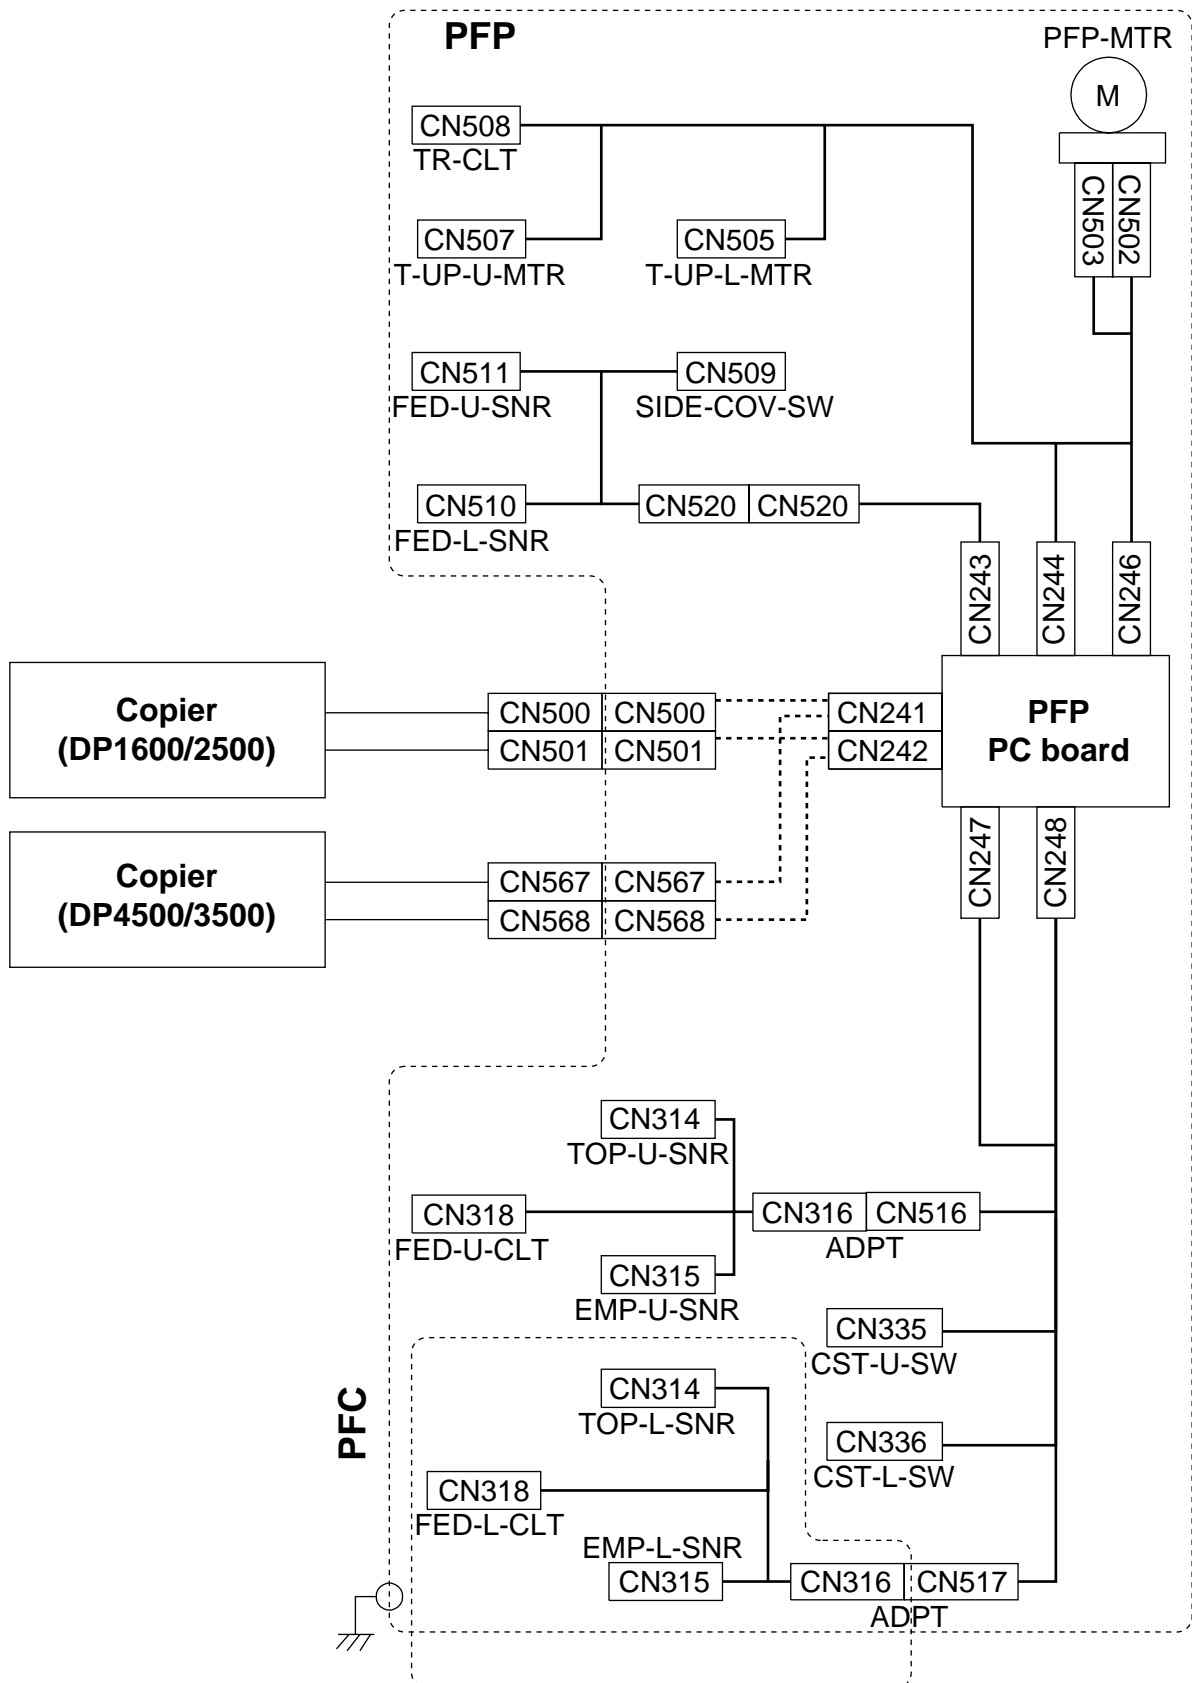 PFP
PFP-MTR
M
CN508
TR-CLT
CN503
CN502
CN507
T-UP-U-MTR
CN505
T-UP-L-MTR
CN511
FED-U-SNR
CN509
SIDE-COV-SW
CN510
FED-L-SNR
CN520
CN520
CN243
CN244
CN246
Copier
(DP1600/2500)
CN500
CN500
CN501
CN501
CN241
CN242
PFP
PC board
CN247
CN248
Copier
(DP4500/3500)
CN567
CN567
CN568
CN568
CN314
TOP-U-SNR
CN318
FED-U-CLT
CN316
CN516
ADPT
CN315
EMP-U-SNR
CN335
CST-U-SW
PFC
CN314
TOP-L-SNR
CN336
CST-L-SW
CN318
FED-L-CLT
EMP-L-SNR
CN315
CN316
CN517
ADPT